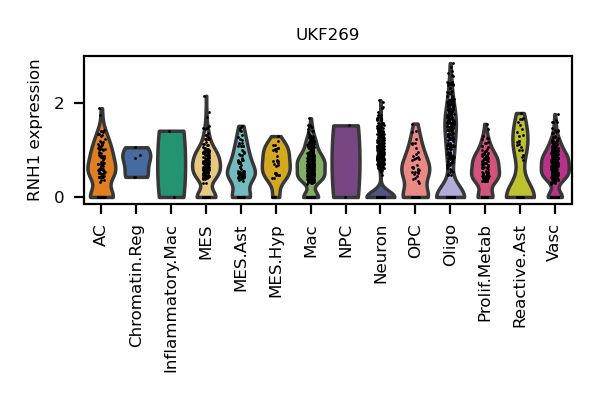 UKF269
RNH1 expression
2
0
AC
Chromatin.Reg
Inflammatory.Mac
MES
MES.Ast
MES.Hyp
Mac
NPC
Neuron
OPC
Oligo
Prolif.Metab
Reactive.Ast
Vasc